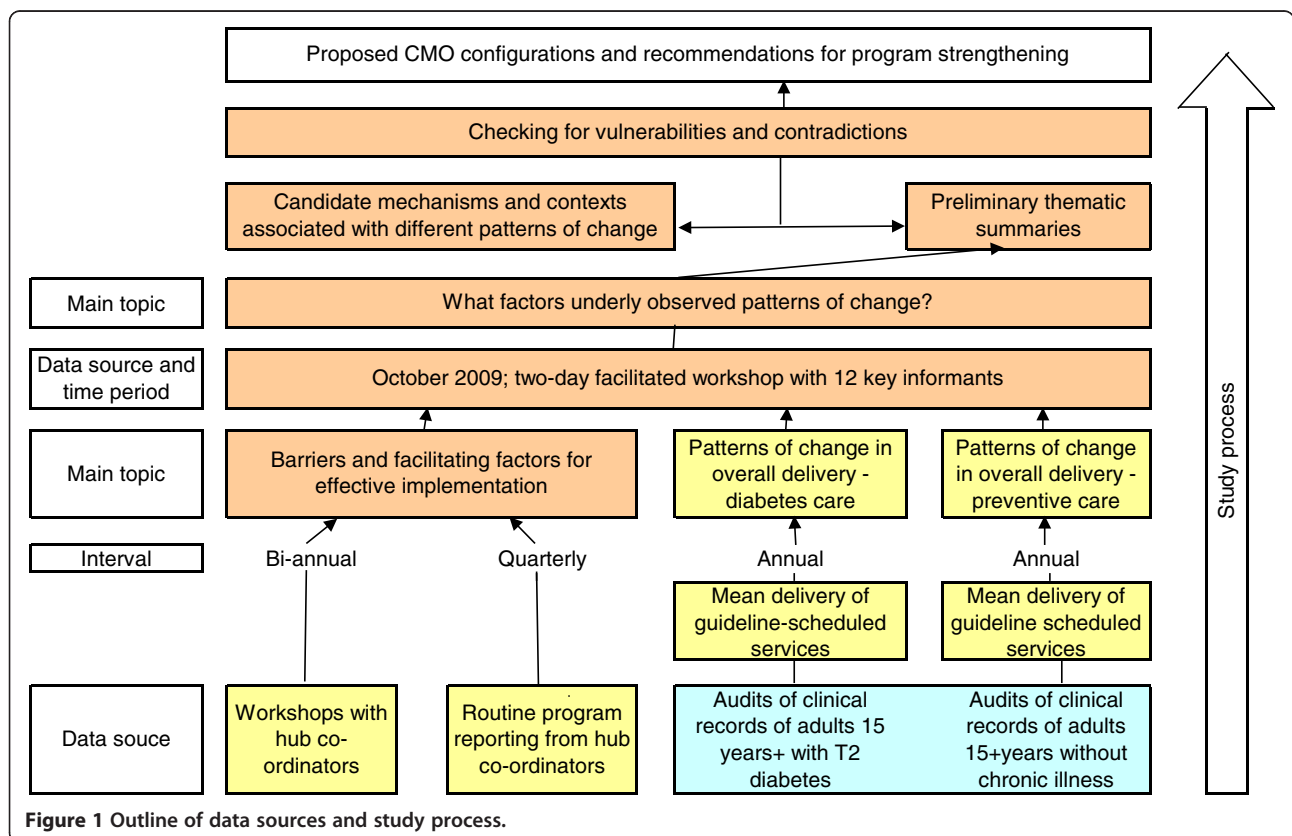 Proposed CMO configurations and recommendations for program strengthening
Checking for vulnerabilities and contradictions
Candidate mechanisms and contexts
associated with different patterns of change
Preliminary thematic
summaries
Main topic
What factors underly observed patterns of change?
Data source and
time period
October 2009; two-day facilitated workshop with 12 key informants
Main topic
Barriers and facilitating factors for
effective implementation
Patterns of change in
overall delivery -
diabetes care
Patterns of change
in overall delivery -
preventive care
Interval
Bi-annual
Quarterly
Annual
Annual
Mean delivery of
guideline-scheduled
services
Mean delivery of
guideline scheduled
services
Data souce
Workshops with
hub co-
ordinators
Routine program
reporting from hub
co-ordinators
Audits of clinical
records of adults 15
years+ with T2
diabetes
Audits of clinical
records of adults
15+years without
chronic illness
Study process
Figure 1 Outline of data sources and study process.